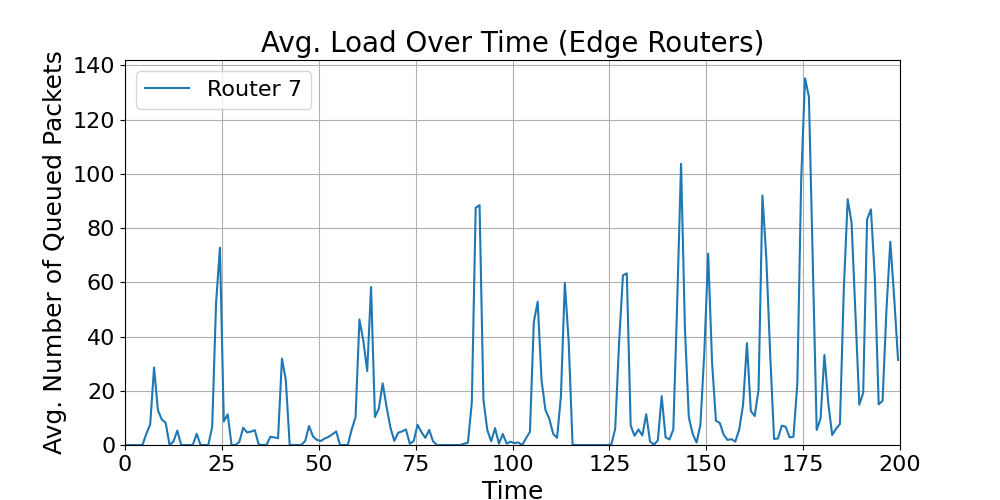 Avg. Load Over Time (Edge Routers)
Avg. Number of Queued Packets
140
120
100
80
60
40
20
0
Router 7
0 25 50 75 100 125 150 175 200
Time